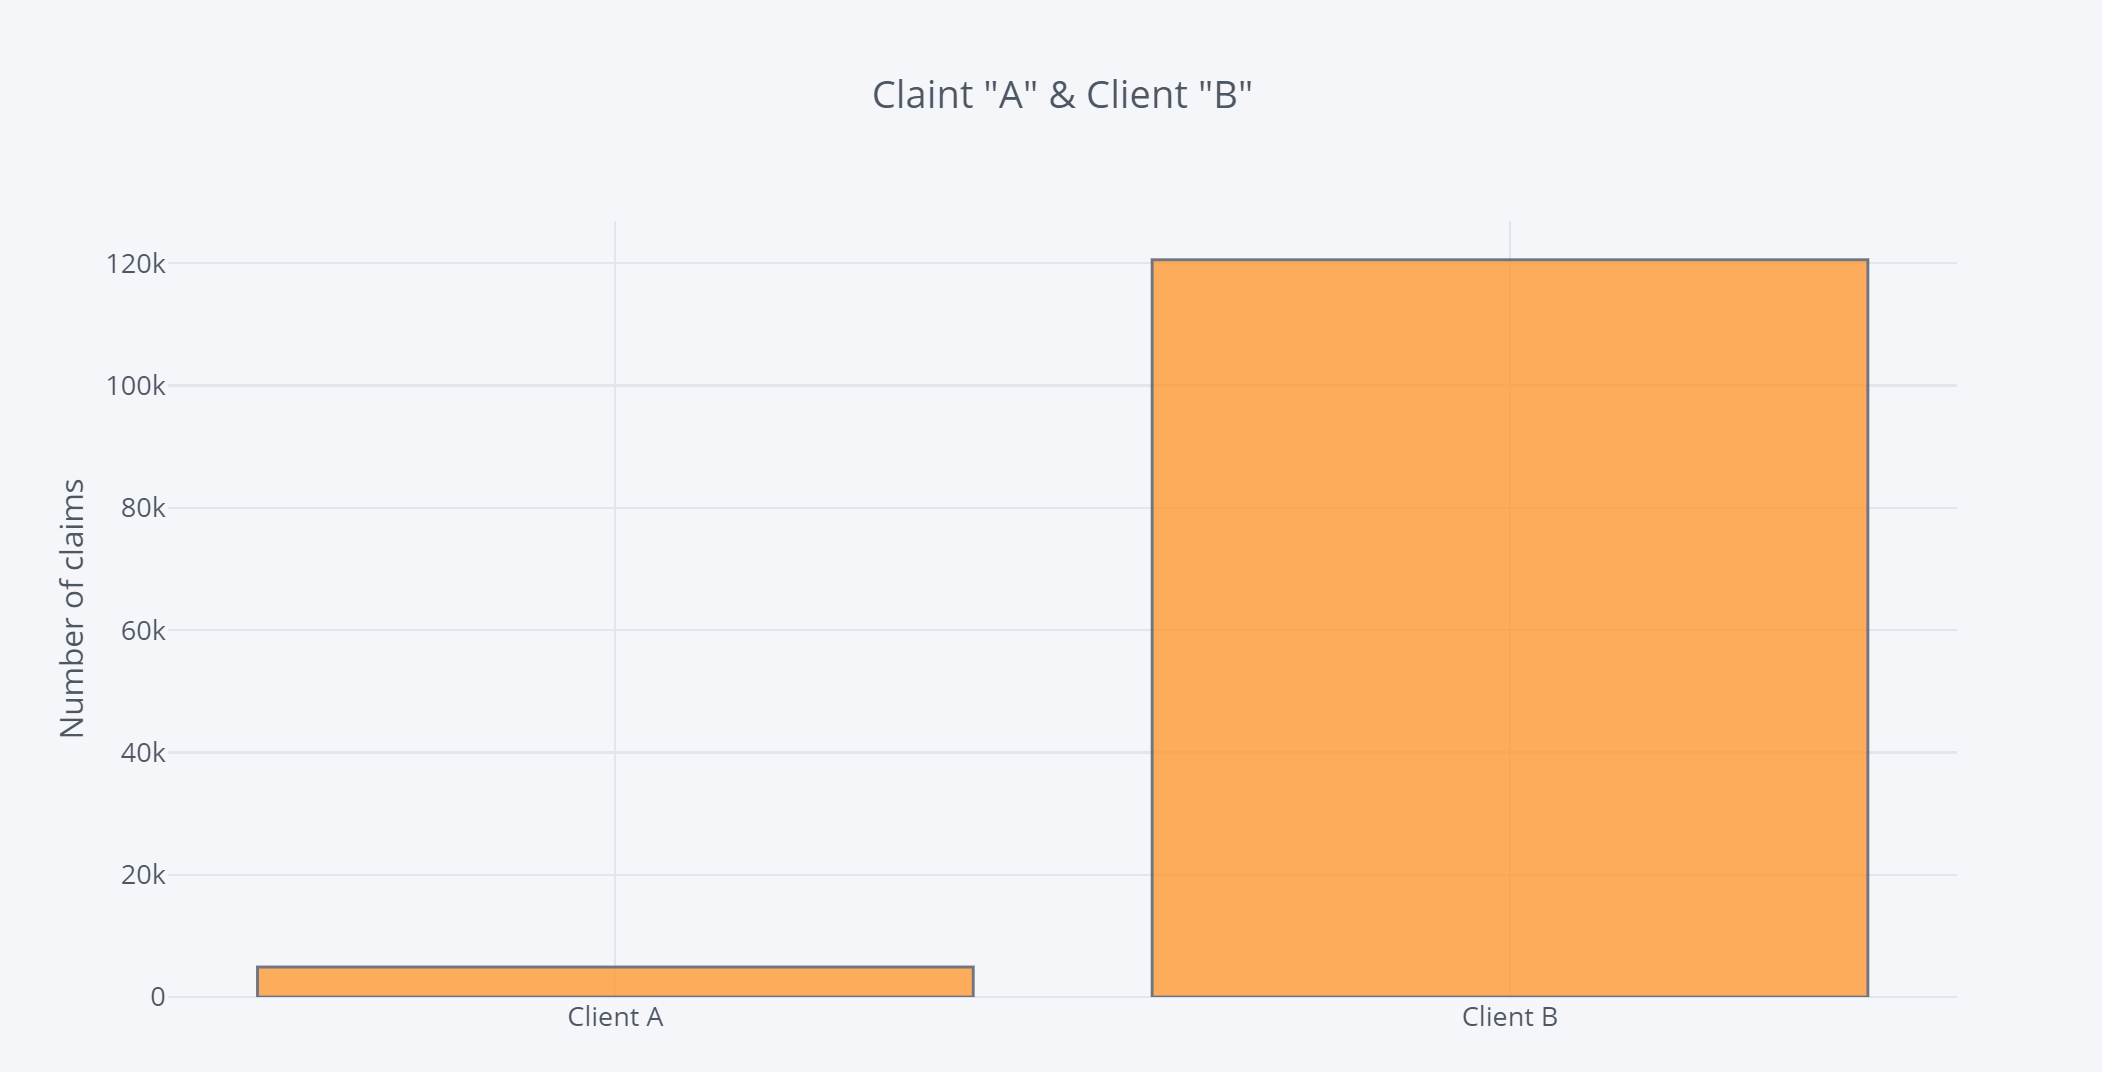 Claint "A" & Client "B"
120k
100k
80k
60k
40k
20k
0
Number of claims
Client A
Client B